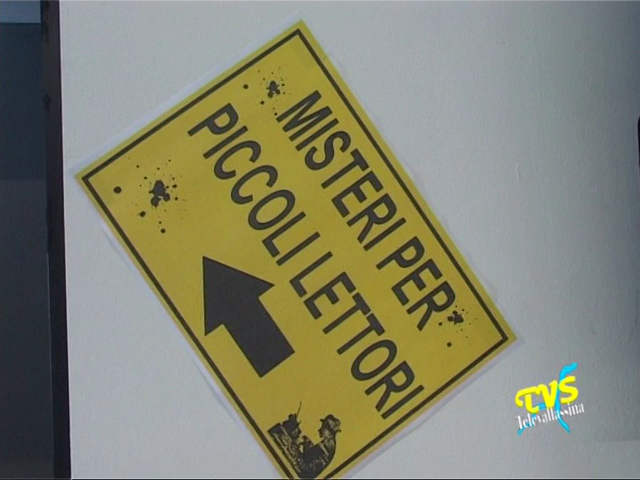 MISTERI PER
PICCOLI LETTORI
TVS
Televallassina